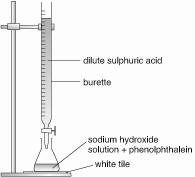 dilute sulphuric acid
burette
sodium hydroxide
solution + phenolphthalein
white tile